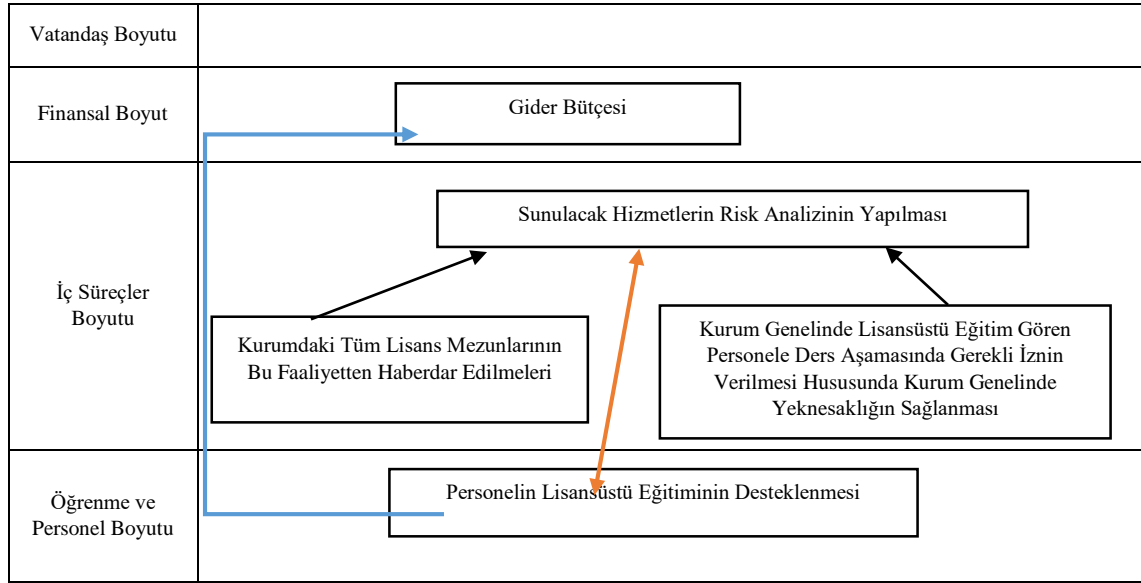 Vatandaş Boyutu
Finansal Boyut
Gider Bütçesi
İç Süreçler
Boyutu
Sunulacak Hizmetlerin Risk Analizinin Yapılması
Kurumdaki Tüm Lisans Mezunlarının
Bu Faaliyetten Haberdar Edilmeleri
Kurum Genelinde Lisansüstü Eğitim Gören
Personele Ders Aşamasında Gerekli İznin
Verilmesi Hususunda Kurum Genelinde
Yeknesaklığın Sağlanması
Öğrenme ve
Personel Boyutu
Personelin Lisansüstü Eğitiminin Desteklenmesi